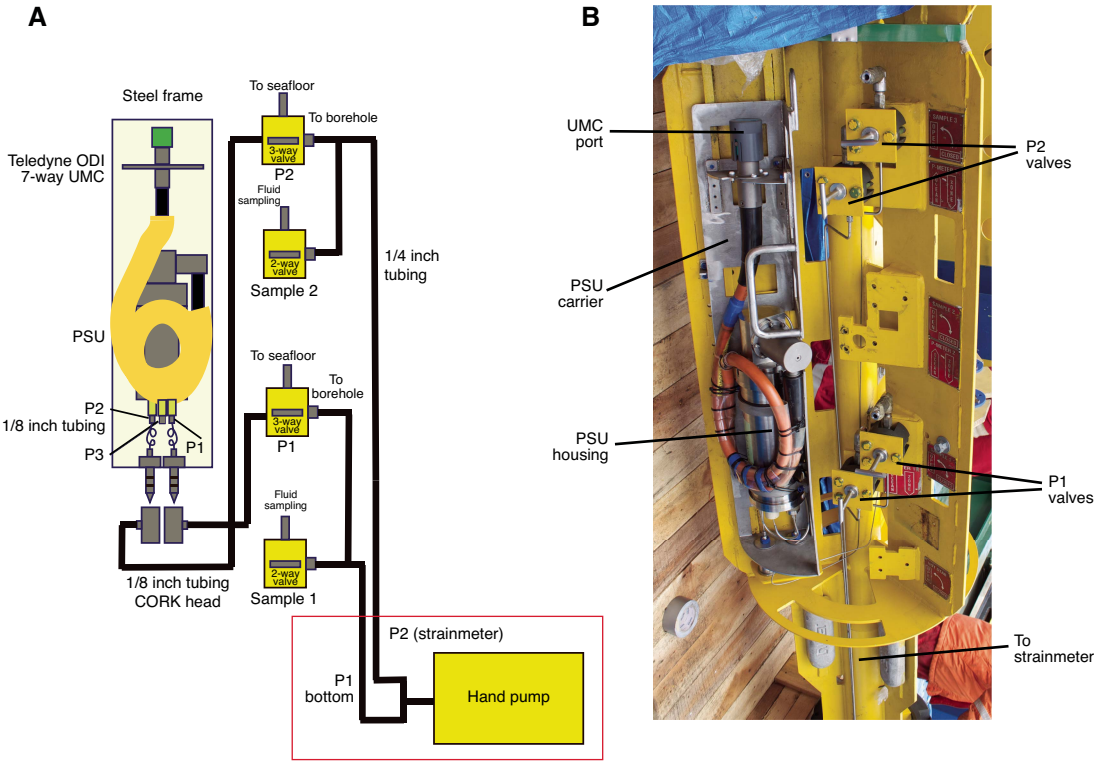 A
B
Steel frame
To seafloor
To borehole
3-way
valve
P2
Teledyne ODI
7-way UMC
Fluid
sampling
2-way
valve
Sample 2
1/4 inch
tubing
PSU
To seafloor
To
borehole
3-way
valve
P1
P2
1/8 inch tubing
P3
P1
Fluid
sampling
2-way
valve
Sample 1
1/8 inch tubing
CORK head
P2 (strainmeter)
P1
bottom
Hand pump
UMC
port
PSU
carrier
PSU
housing
P2
valves
P1
valves
To
strainmeter
SAMPLE 2